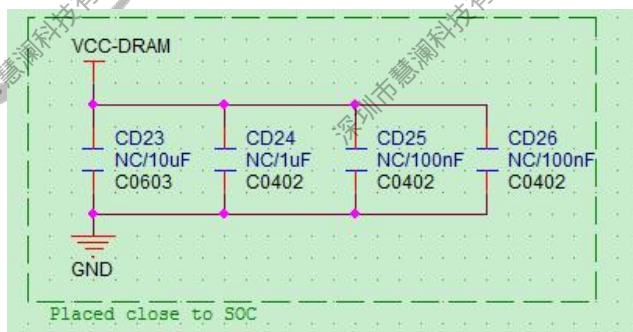 VCC-DRAM
深圳市慧澜科技有
CD23
NC/10uF
C0603
CD24
NC/1uF
C0402
CD25
NC/100nF
C0402
CD26
NC/100nF
C0402
GND
Placed close to SOC